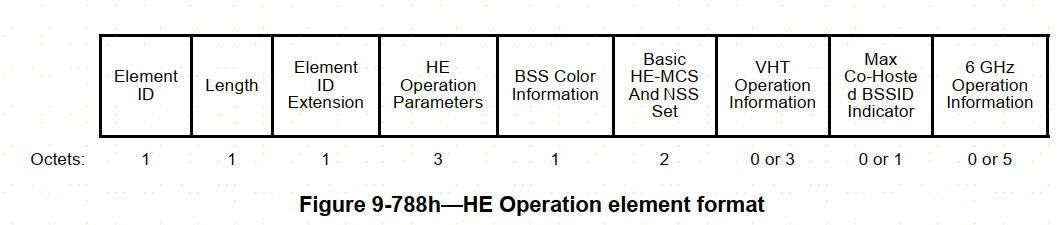 Element
ID
Length
Element
ID
Extension
HE
Operation
Parameters
BSS Color
Information
Basic
HE-MCS
And NSS
Set
VHT
Operation
Information
Max
Co-Hoste
d BSSID
Indicator
6 GHz
Operation
Information
Octets: 1 1 1 3 1 2 0 or 3 0 or 1 0 or 5
Figure 9-788h—HE Operation element format